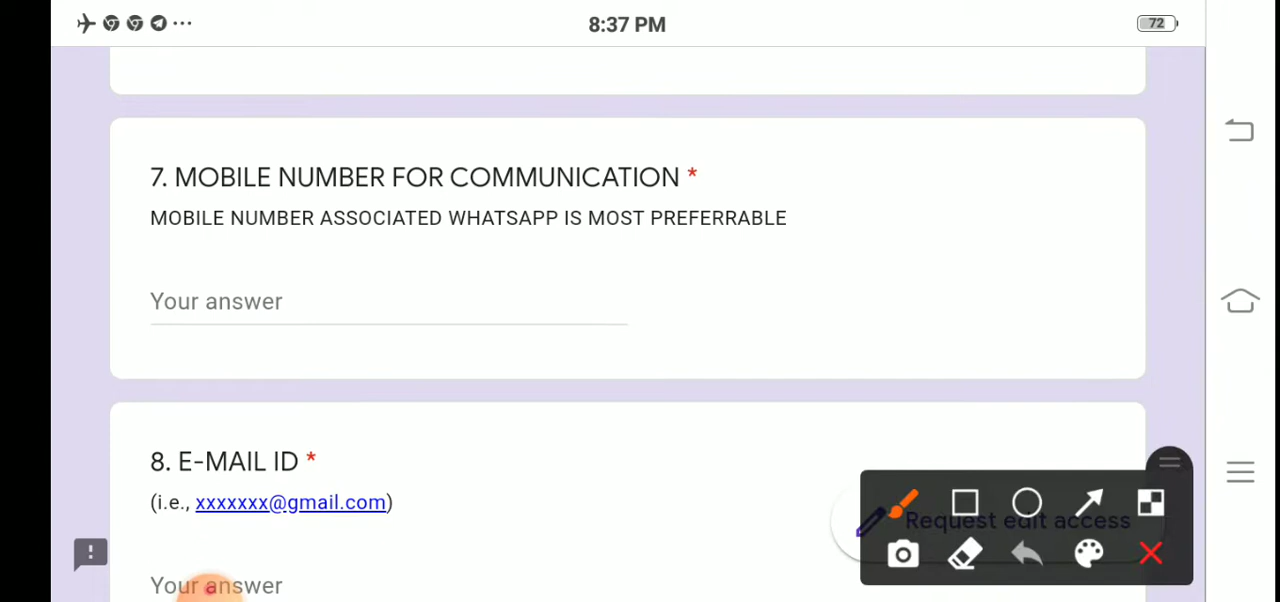 8:37 PM
72
7. MOBILE NUMBER FOR COMMUNICATION *
MOBILE NUMBER ASSOCIATED WHATSAPP IS MOST PREFERRABLE
Your answer
8. E-MAIL ID *
(i.e., xxxxxxx@gmail.com)
Request edit access
Your answer